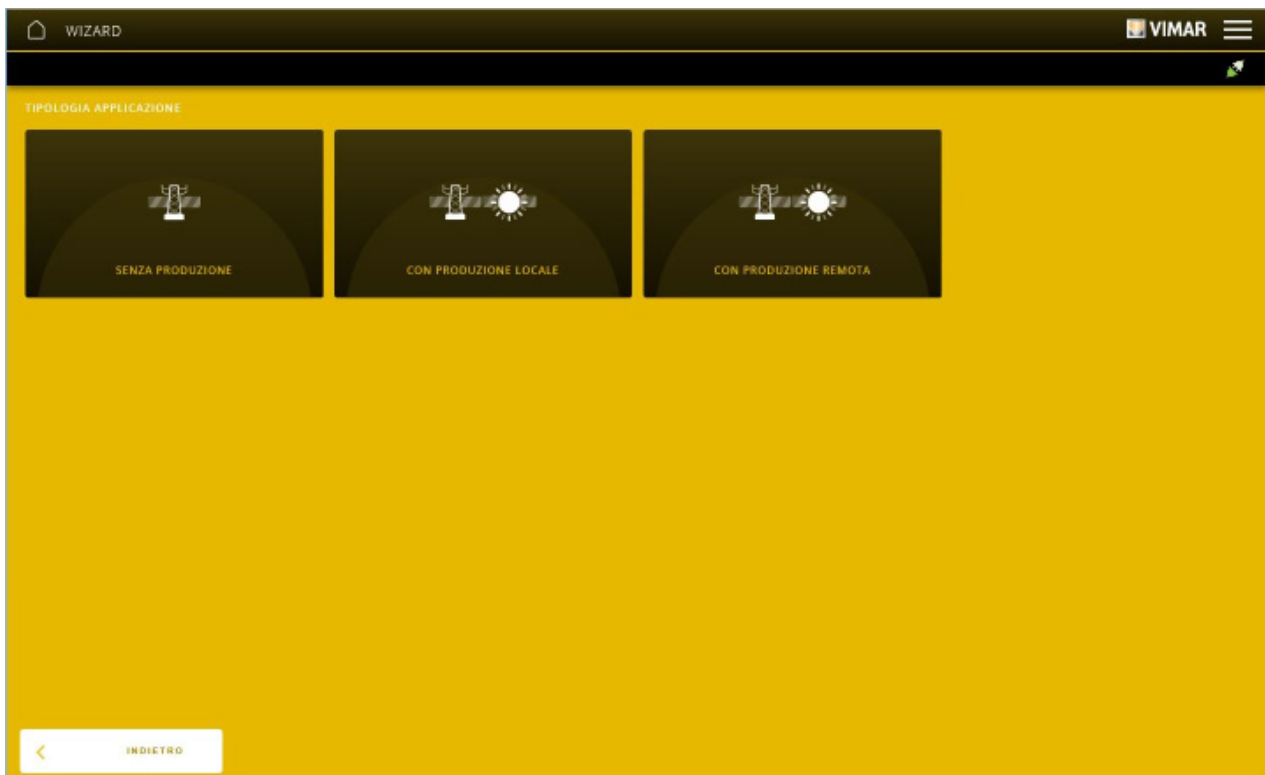 WIZARD
VIMAR
TIPOLOGIA APPLICAZIONE
SENZA PRODUZIONE
CON PRODUZIONE LOCALE
CON PRODUZIONE REMOTA
INDIETRO